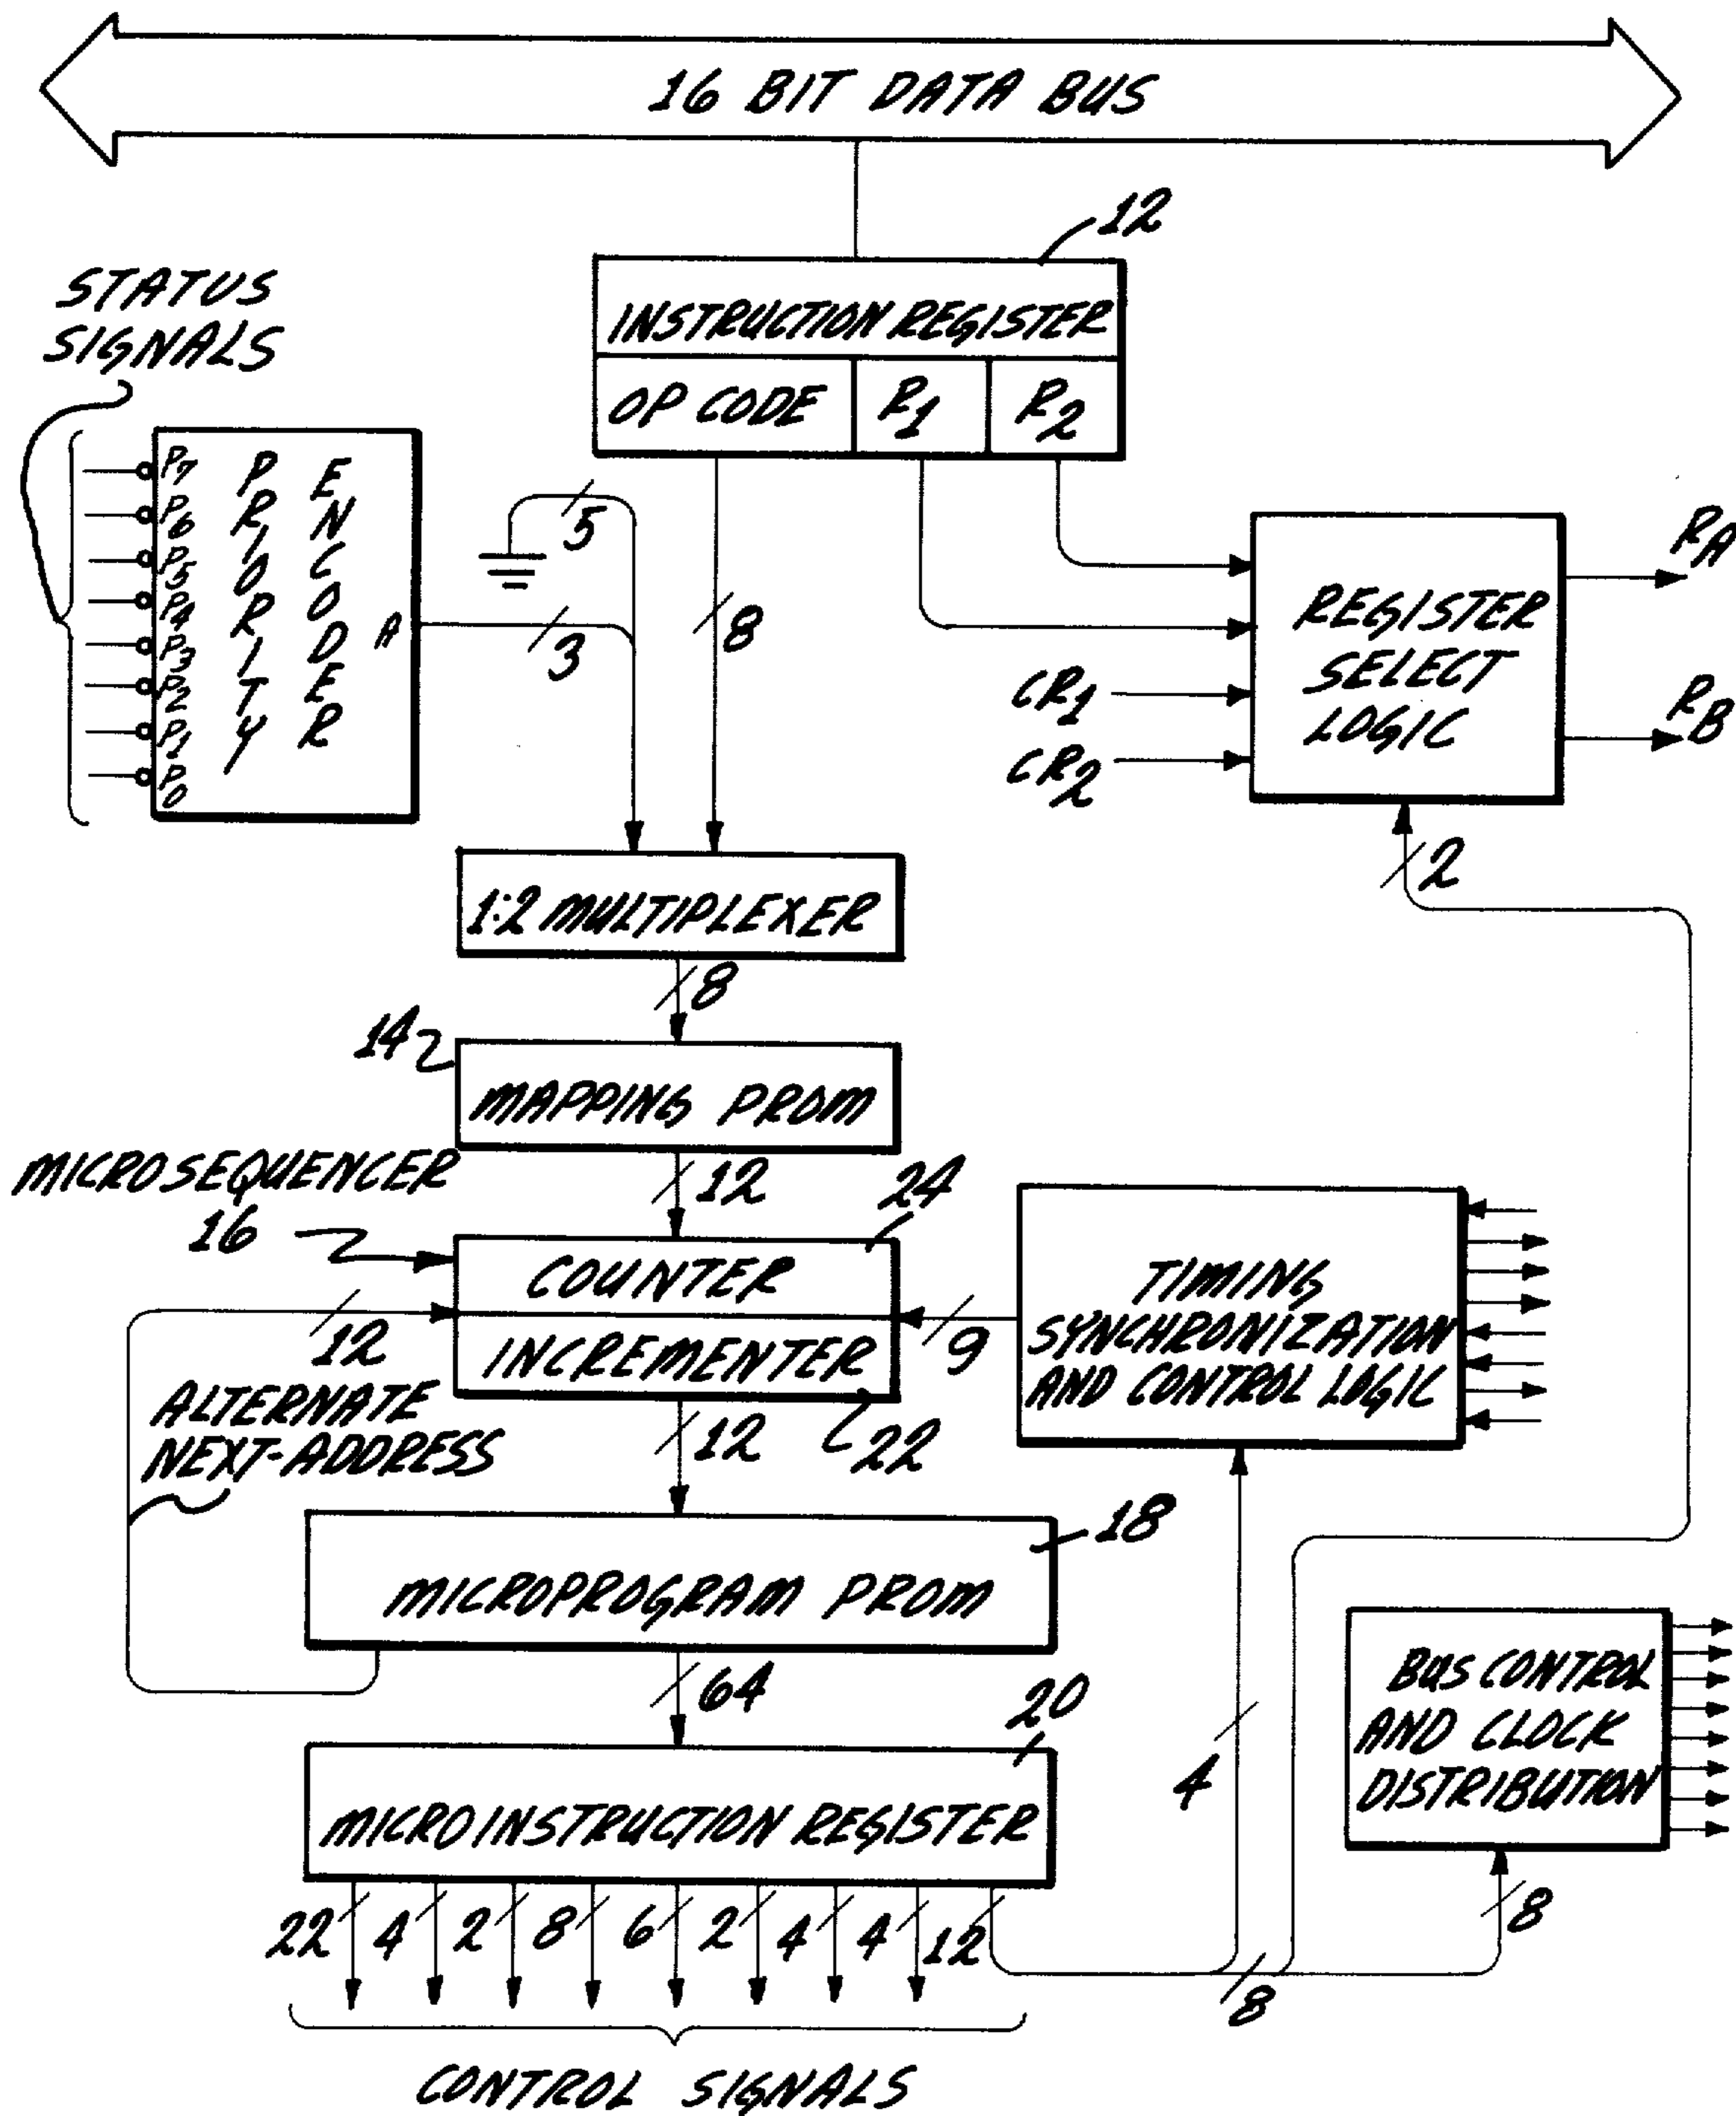 16 BIT DATA BUS
12
STATUS
SIGNALS
INSTRUCTION REGISTER
OP CODE R1 R2
P7
P6
P5
P4
P3
P2
P1
P0
PRIORITY
ENCODER
A
5
3
8
REGISTER
SELECT
LOGIC
CR1
CR2
RA
RB
2
1:2 MULTIPLEXER
8
14
MAPPING PROM
12
MICROSEQUENCER
16
24
COUNTER
INCREMENTER
12
9
22
12
ALTERNATE
NEXT-ADDRESS
TIMING
SYNCHRONIZATION
AND CONTROL LOGIC
18
MICROPROGRAM PROM
64
20
MICROINSTRUCTION REGISTER
4
BUS CONTROL
AND CLOCK
DISTRIBUTION
22 4 2 8 6 2 4 4 12
8
8
CONTROL SIGNALS